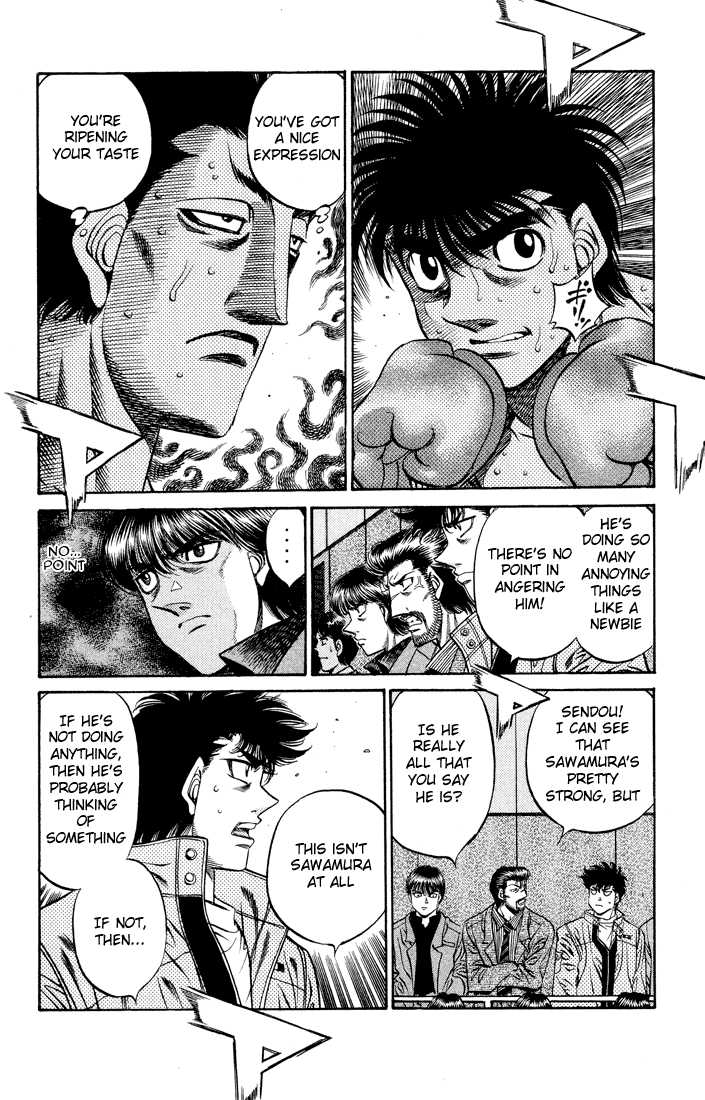 YOU'VE GOT
A NICE
EXPRESSION
YOU'RE
RIPENING
YOUR TASTE
ギリ
HE'S
DOING SO
MANY
ANNOYING
THINGS
LIKE A
NEWBIE
THERE'S NO
POINT IN
ANGERING
HIM!
...
NO...
POINT
SENDOU!
I CAN SEE
THAT
SAWAMURA'S
PRETTY
STRONG, BUT
IS HE
REALLY
ALL THAT
YOU SAY
HE IS?
THIS ISN'T
SAWAMURA
AT ALL
IF HE'S
NOT DOING
ANYTHING,
THEN HE'S
PROBABLY
THINKING
OF
SOMETHING
IF NOT,
THEN...